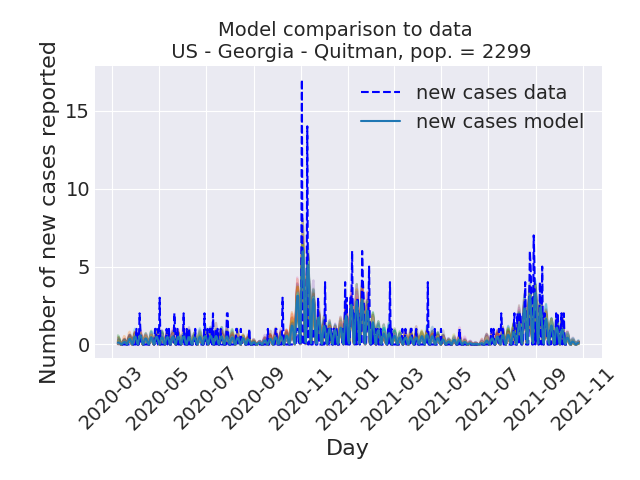 Model comparison to data
US - Georgia - Quitman, pop. = 2299
Number of new cases reported
15
10
5
0
new cases data
new cases model
2020-03
2020-05
2020-07
2020-09
2020-11
2021-01
2021-03
2021-05
2021-07
2021-09
2021-11
Day